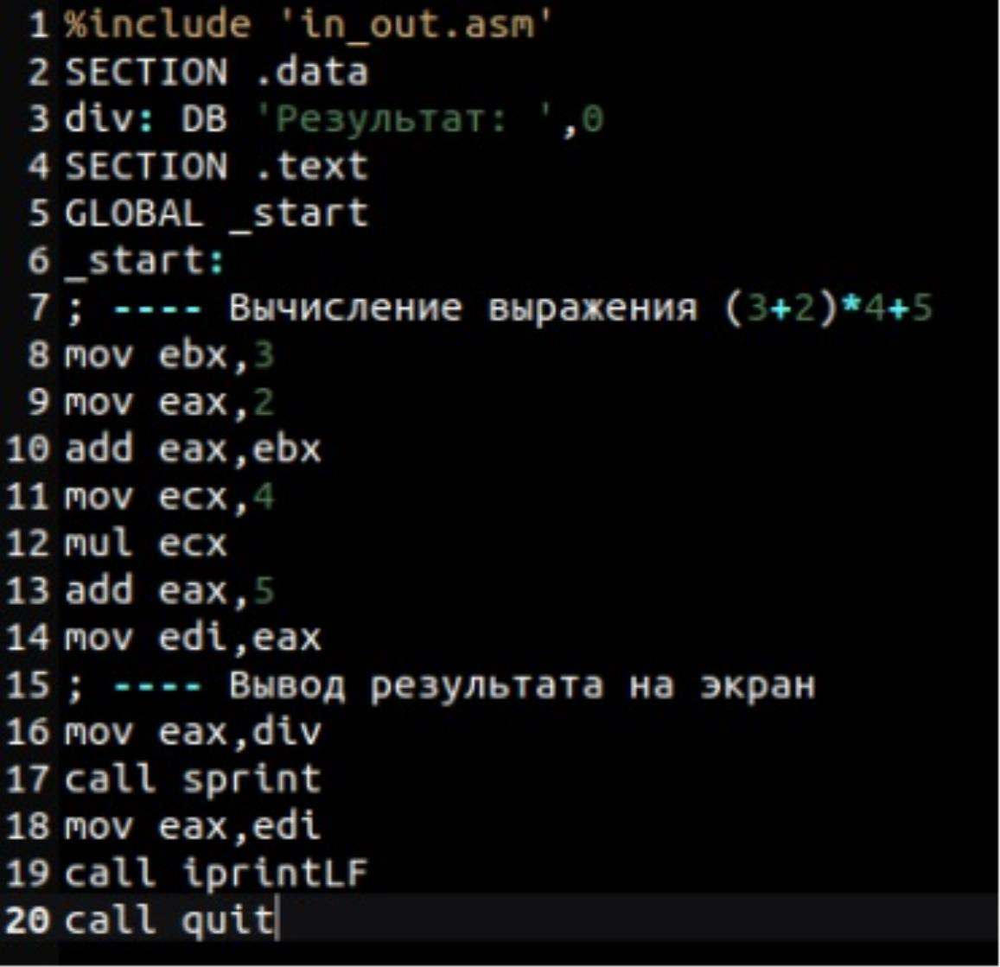 1 %include 'in_out.asm'
2 SECTION .data
3 div: DB 'Результат: ',0
4 SECTION .text
5 GLOBAL _start
6 _start:
7 ; ---- Вычисление выражения (3+2)*4+5
8 mov ebx,3
9 mov eax,2
10 add eax,ebx
11 mov ecx,4
12 mul ecx
13 add eax,5
14 mov edi,eax
15 ; ---- Вывод результата на экран
16 mov eax,div
17 call sprint
18 mov eax,edi
19 call iprintLF
20 call quit